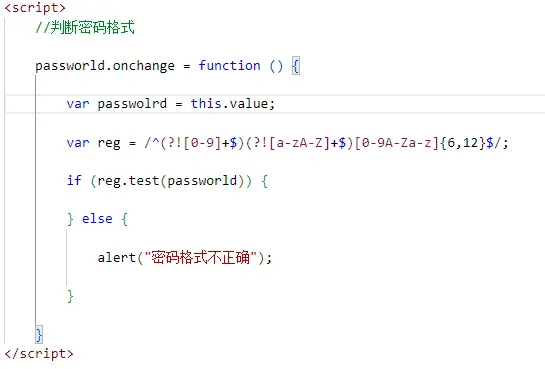 <script>
//判断密码格式
passworld.onchange = function () {
var passwolrd = this.value;
var reg = /^(?![0-9]+$)(?![a-zA-Z]+$)[0-9A-Za-z]{6,12}$/;
if (reg.test(passworld)) {
} else {
alert("密码格式不正确");
}
}
</script>